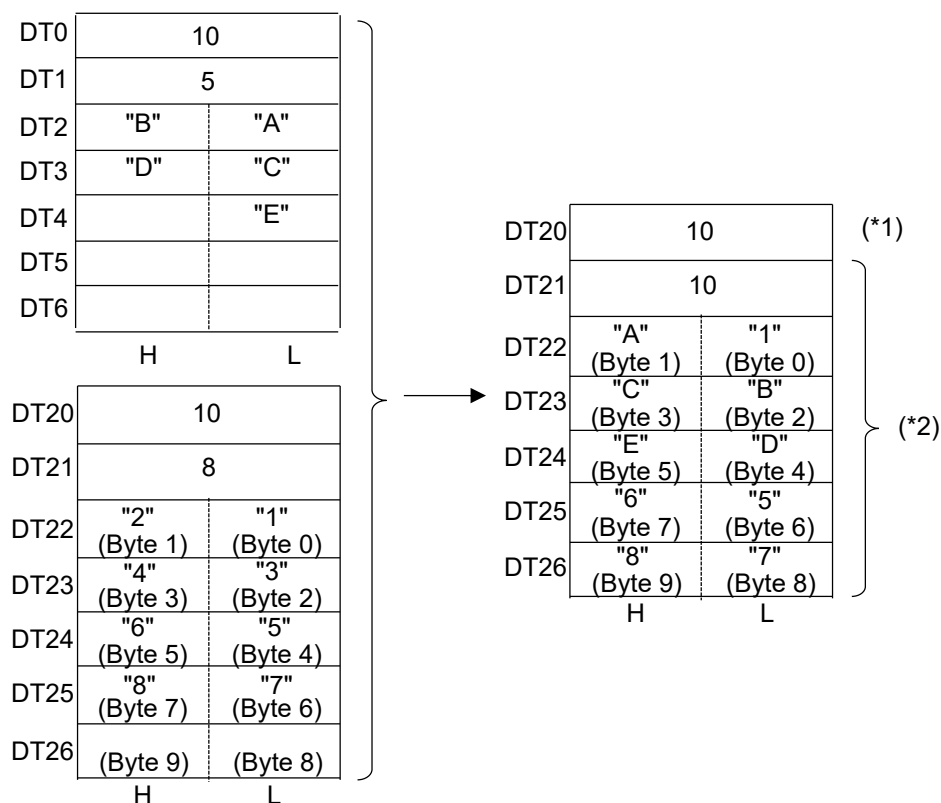 DT0 10
DT1 5
DT2 "B" "A"
DT3 "D" "C"
DT4 "E"
DT5
DT6
H L
DT20 10
DT21 8
DT22 "2" (Byte 1) "1" (Byte 0)
DT23 "4" (Byte 3) "3" (Byte 2)
DT24 "6" (Byte 5) "5" (Byte 4)
DT25 "8" (Byte 7) "7" (Byte 6)
DT26 (Byte 9) (Byte 8)
H L
DT20 10 (*1)
DT21 10
DT22 "A" (Byte 1) "1" (Byte 0)
DT23 "C" (Byte 3) "B" (Byte 2)
DT24 "E" (Byte 5) "D" (Byte 4)
DT25 "6" (Byte 7) "5" (Byte 6)
DT26 "8" (Byte 9) "7" (Byte 8)
H L
(*2)